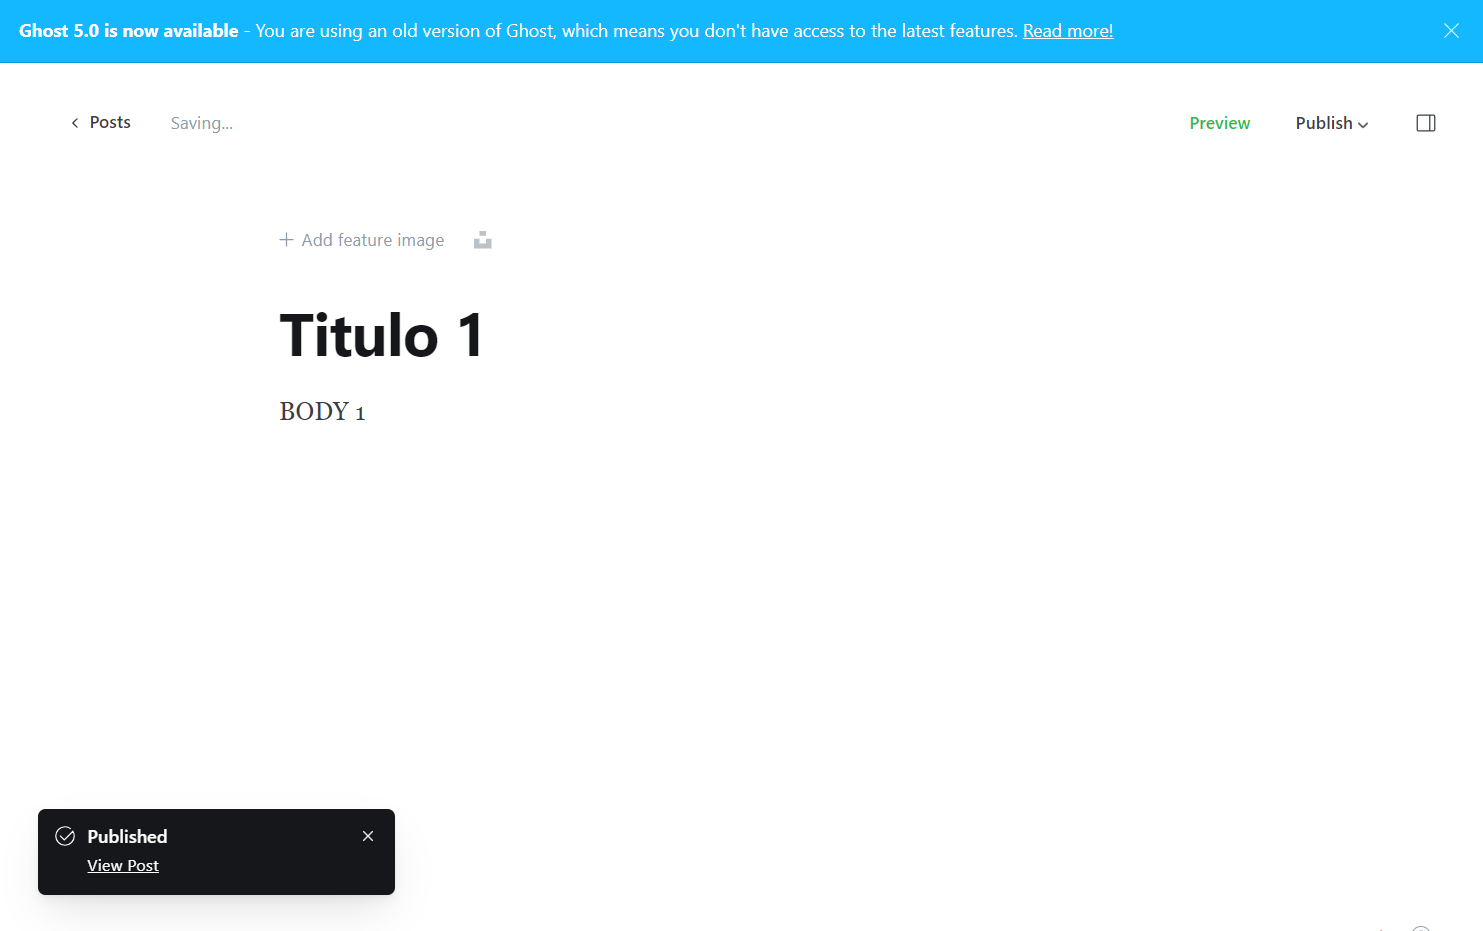 Ghost 5.0 is now available - You are using an old version of Ghost, which means you don't have access to the latest features. Read more!
Posts Saving... Preview Publish
Add feature image
Titulo 1
BODY 1
Published
View Post